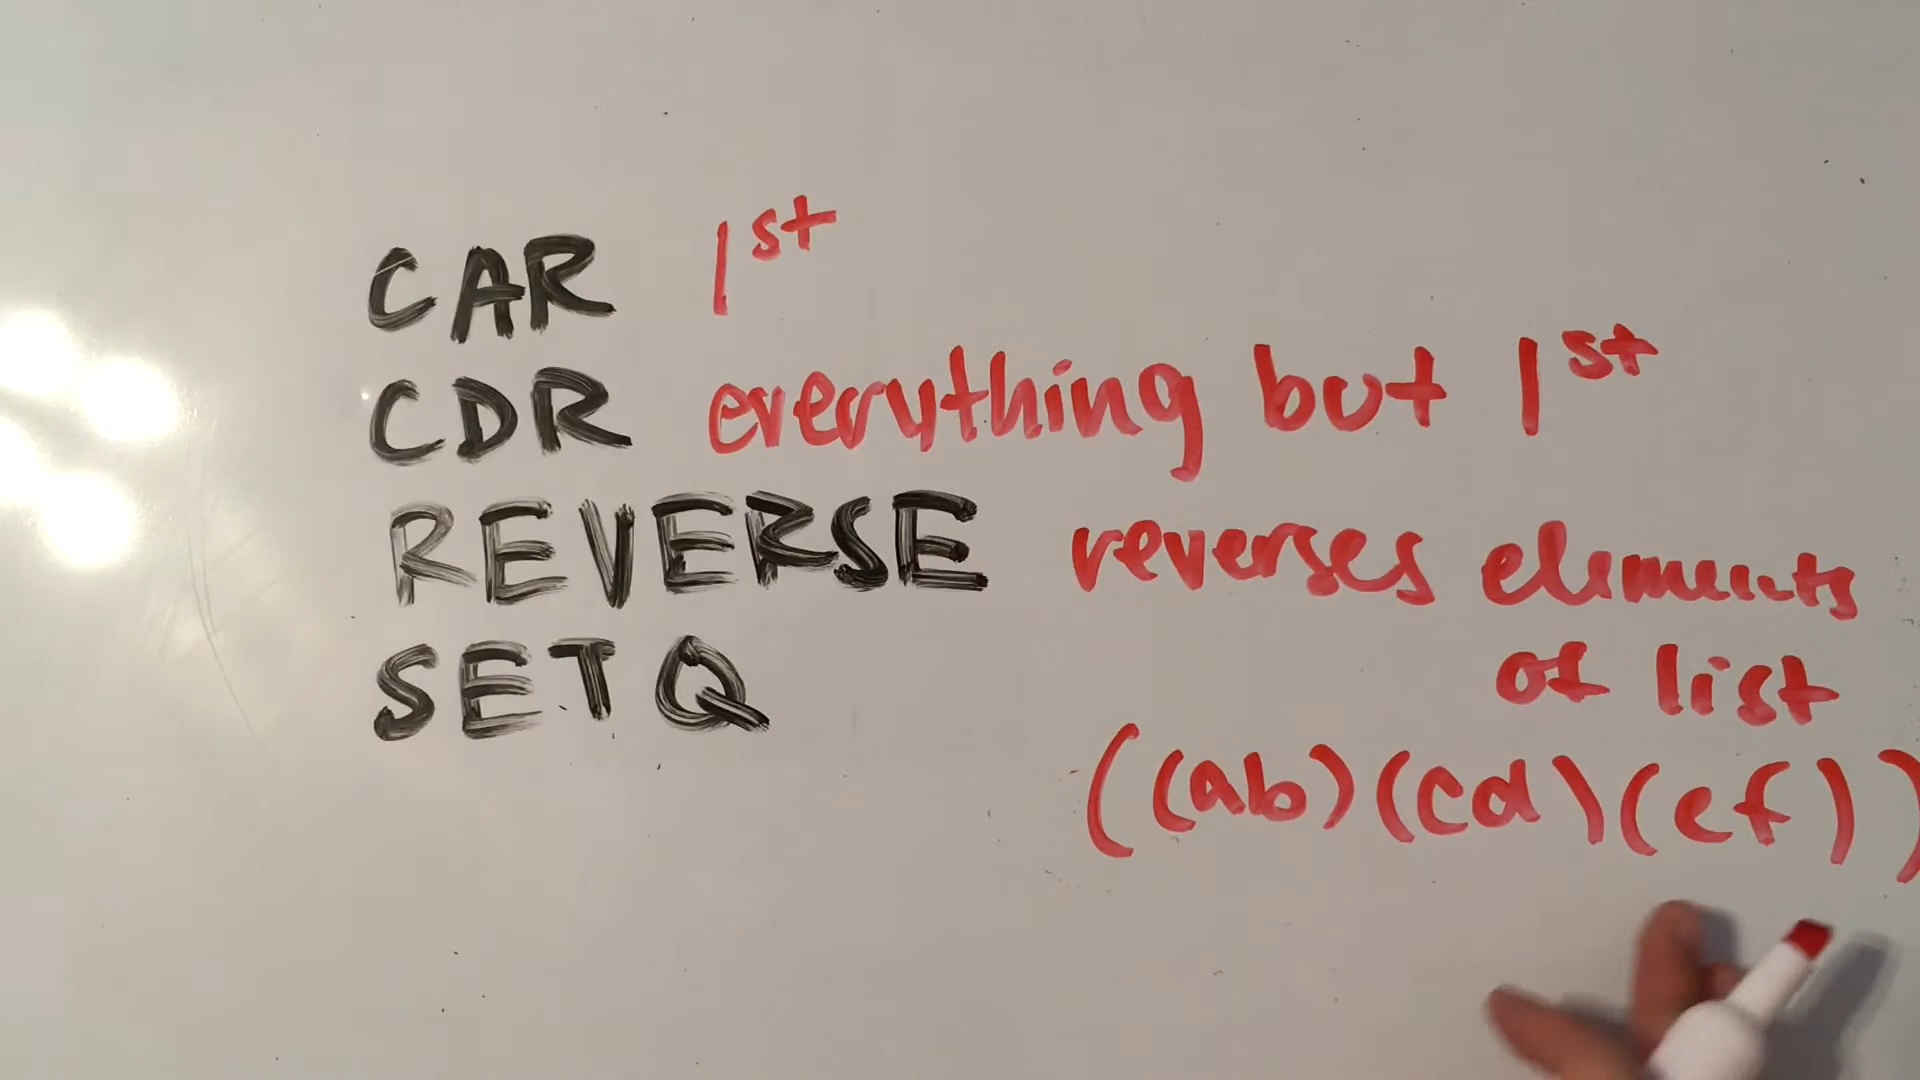 CAR 1st
CDR everything but 1st
REVERSE reverses elements
of list
SETQ
((ab)(cd)(ef))